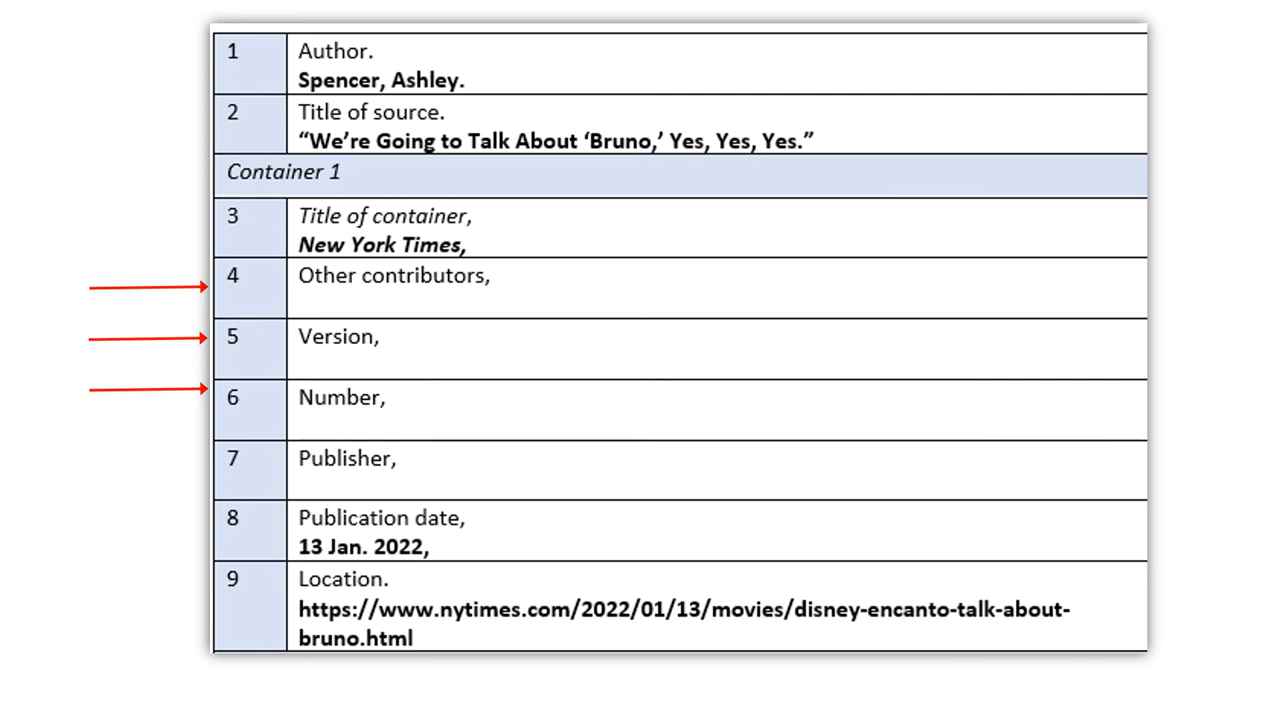 1 Author.
Spencer, Ashley.
2 Title of source.
“We’re Going to Talk About ‘Bruno,’ Yes, Yes, Yes.”
Container 1
3 Title of container,
New York Times,
4 Other contributors,
5 Version,
6 Number,
7 Publisher,
8 Publication date,
13 Jan. 2022,
9 Location.
https://www.nytimes.com/2022/01/13/movies/disney-encanto-talk-about-
bruno.html